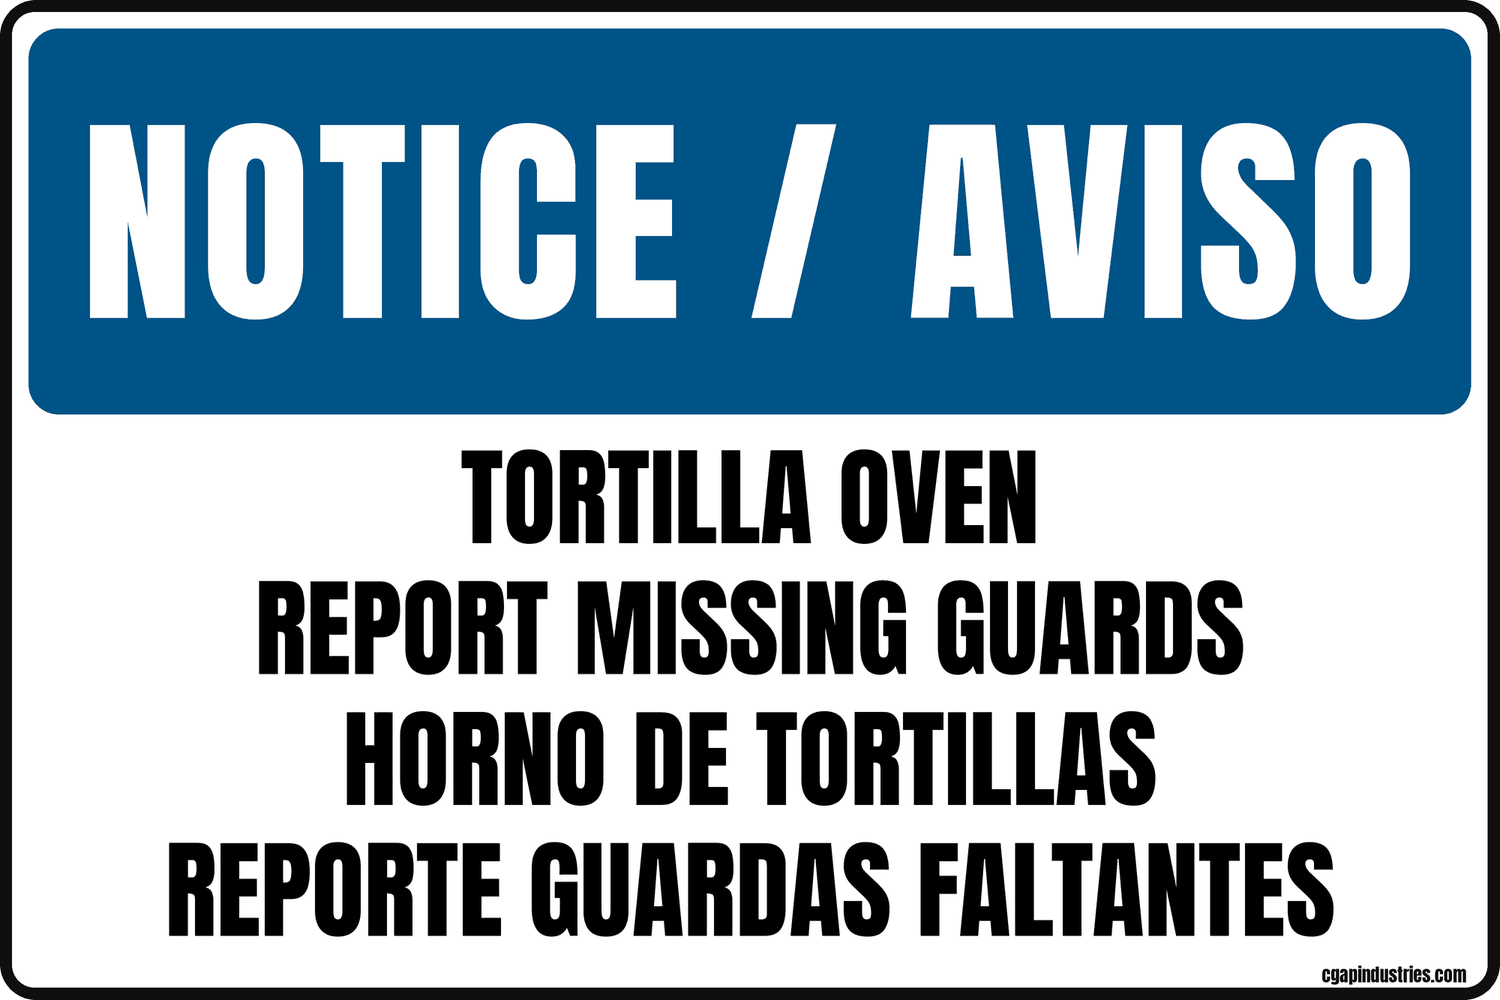 NOTICE / AVISO
TORTILLA OVEN
REPORT MISSING GUARDS
HORNO DE TORTILLAS
REPORTE GUARDAS FALTANTES
cgapindustries.com